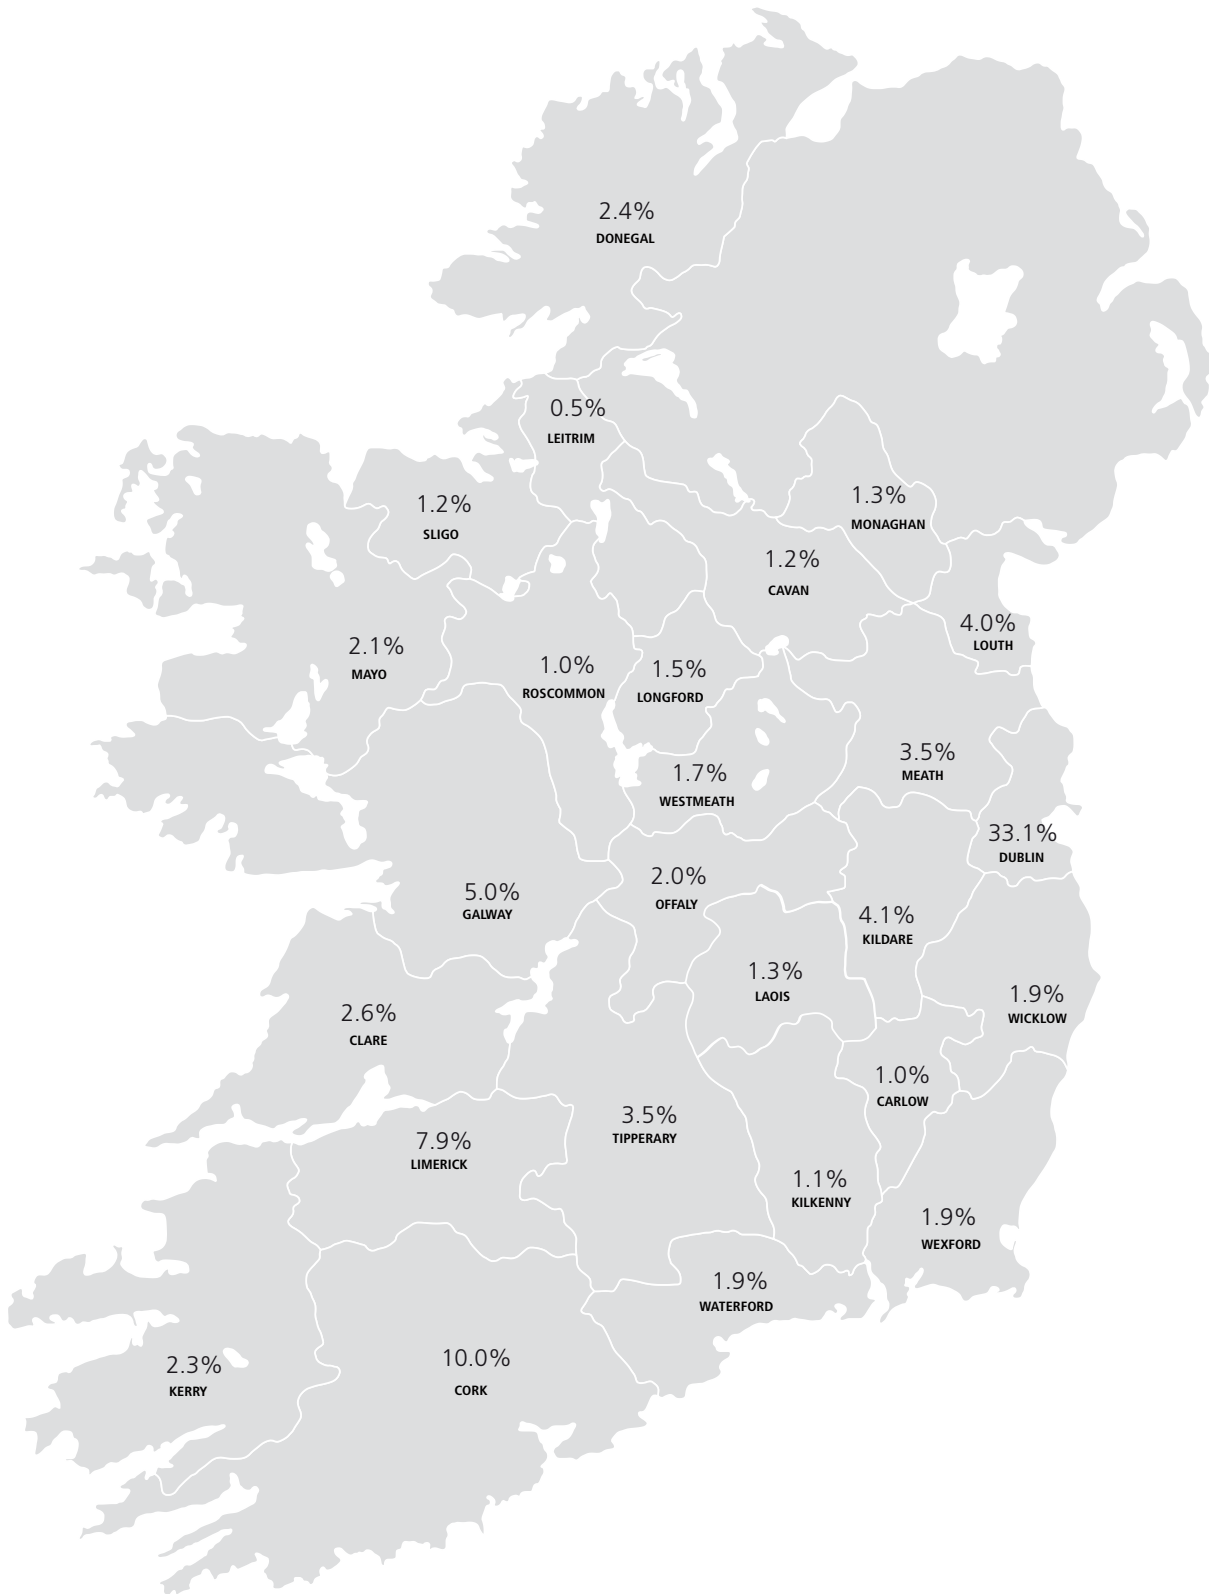 2.4%
DONEGAL
0.5%
LEITRIM
1.3%
MONAGHAN
1.2%
SLIGO
1.2%
CAVAN
4.0%
LOUTH
2.1%
MAYO
1.0%
ROSCOMMON
1.5%
LONGFORD
3.5%
MEATH
1.7%
WESTMEATH
33.1%
DUBLIN
2.0%
OFFALY
5.0%
GALWAY
4.1%
KILDARE
1.3%
LAOIS
1.9%
WICKLOW
2.6%
CLARE
1.0%
CARLOW
3.5%
TIPPERARY
7.9%
LIMERICK
1.1%
KILKENNY
1.9%
WEXFORD
1.9%
WATERFORD
2.3%
KERRY
10.0%
CORK